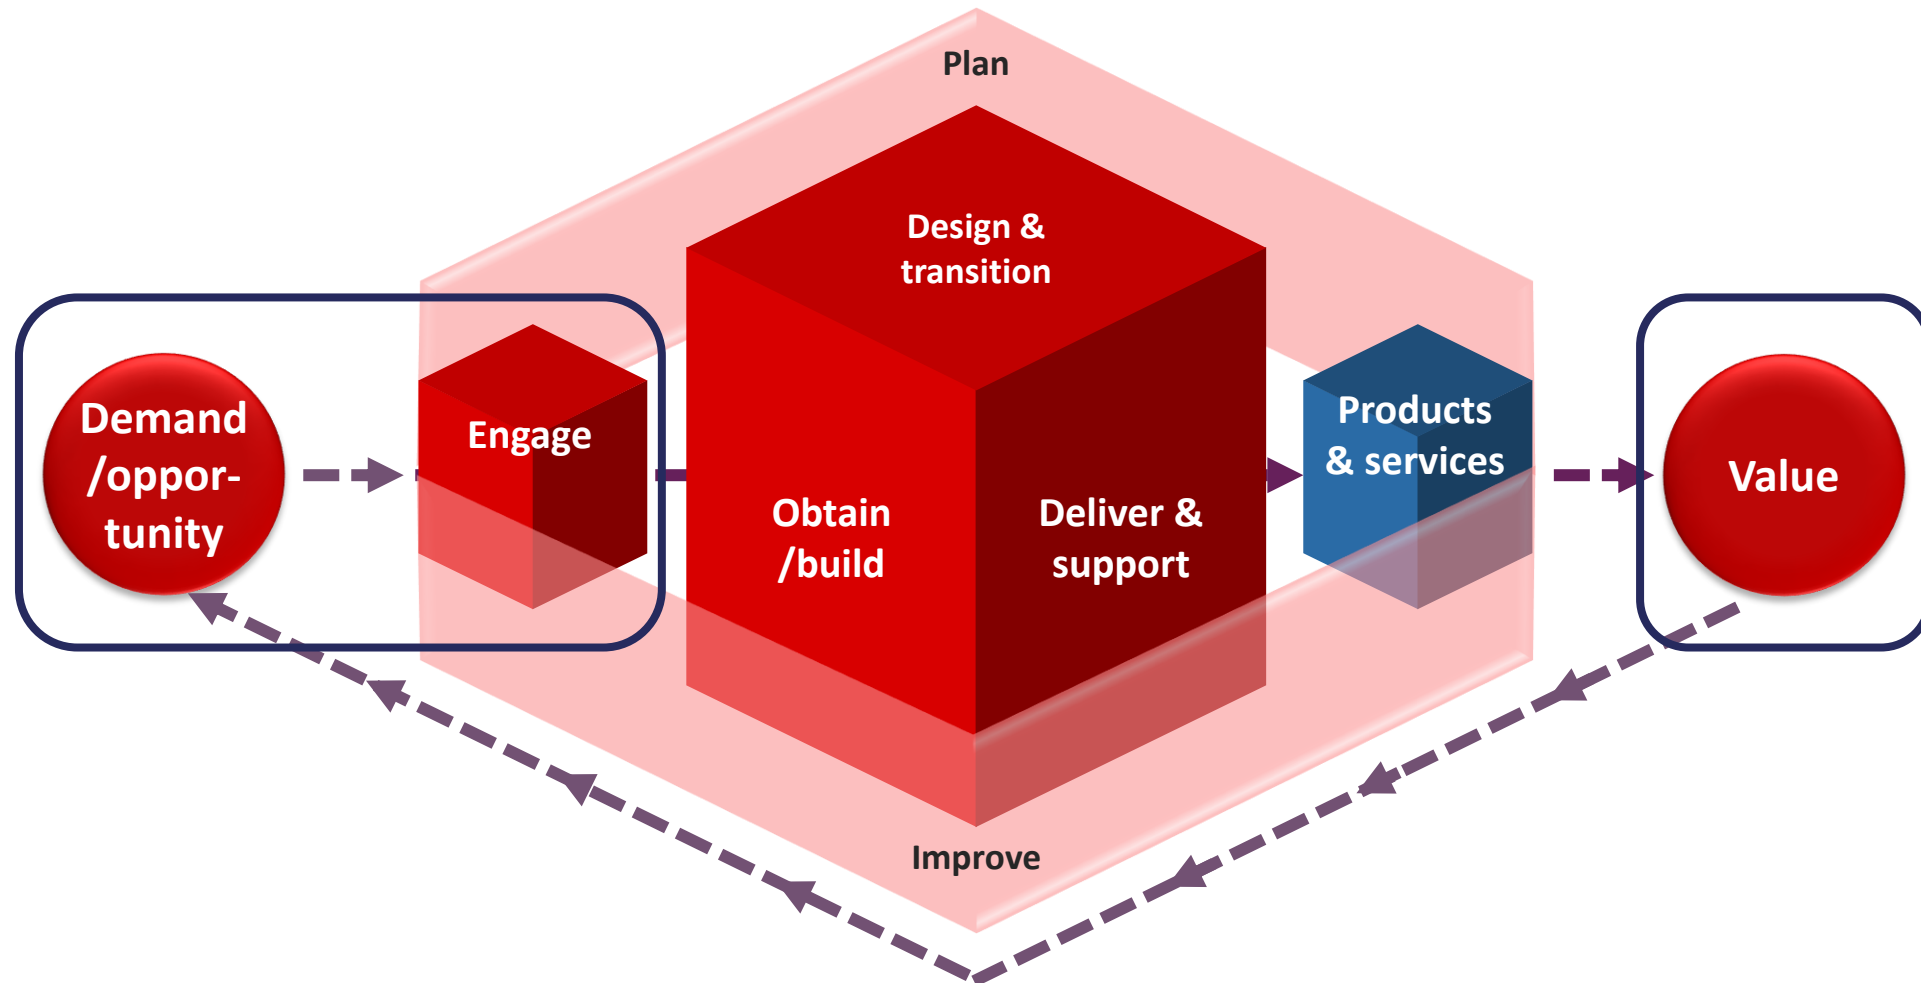 Plan
Design &
transition
Demand
/oppor-
tunity
Engage
Obtain
/build
Deliver &
support
Products
& services
Value
Improve